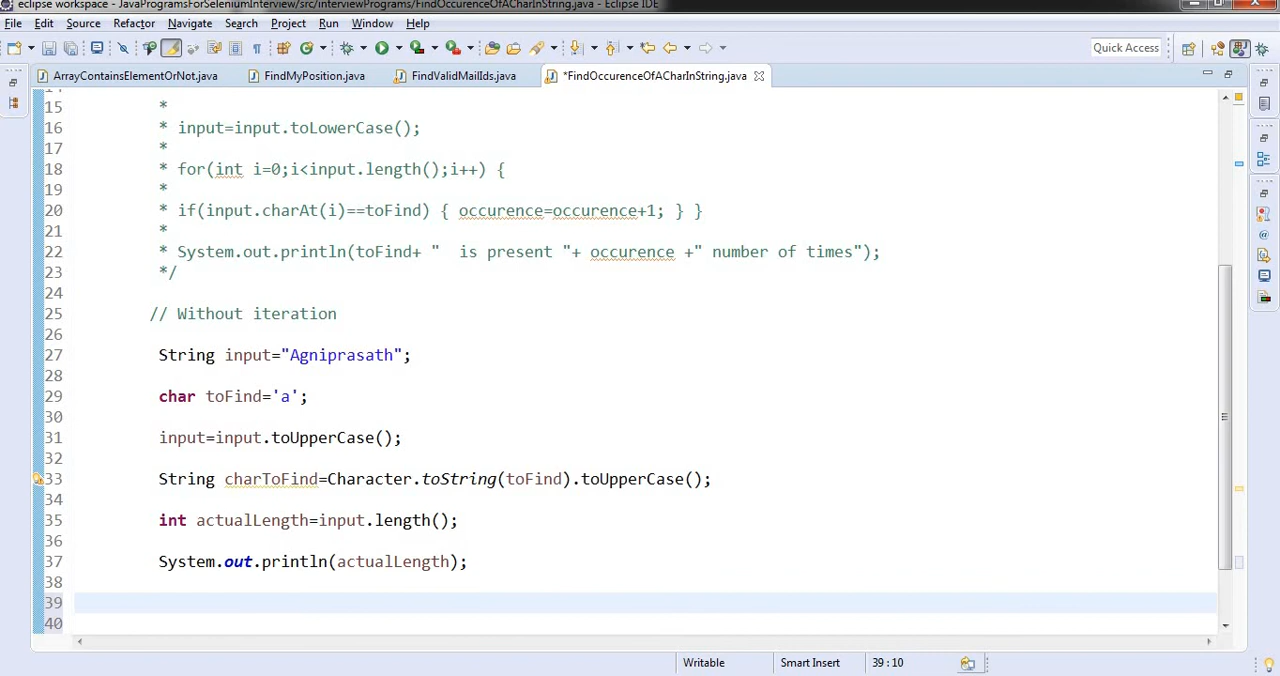 eclipse workspace - JavaProgramsForSeleniumInterview/src/interviewPrograms/FindOccurenceOfACharInString.java - Eclipse IDE
File Edit Source Refactor Navigate Search Project Run Window Help
Quick Access
ArrayContainsElementOrNot.java FindMyPosition.java FindValidMailIds.java *FindOccurenceOfACharInString.java
15 *
16 * input=input.toLowerCase();
17 *
18 * for(int i=0;i<input.length();i++) {
19 *
20 * if(input.charAt(i)==toFind) { occurence=occurence+1; } }
21 *
22 * System.out.println(toFind+ "  is present "+ occurence +" number of times");
23 */
24
25 // Without iteration
26
27 String input="Agniprasath";
28
29 char toFind='a';
30
31 input=input.toUpperCase();
32
33 String charToFind=Character.toString(toFind).toUpperCase();
34
35 int actualLength=input.length();
36
37 System.out.println(actualLength);
38
39
40
Writable Smart Insert 39 : 10